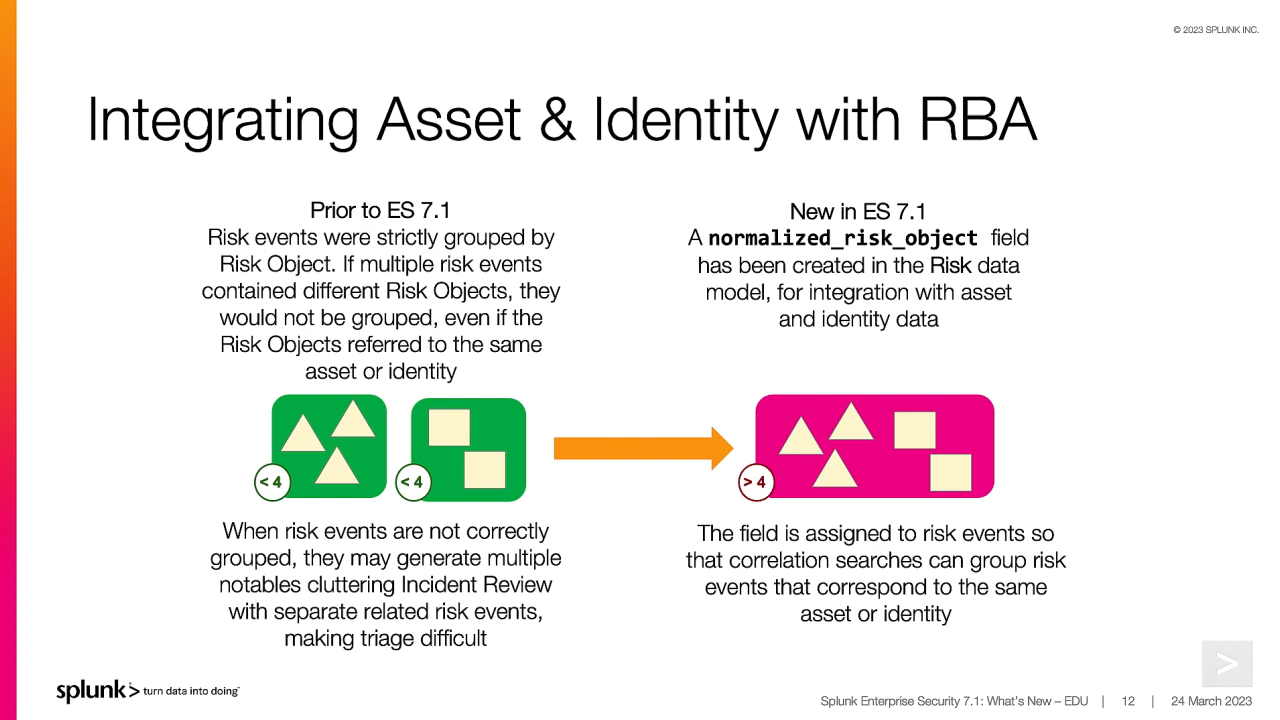 © 2023 SPLUNK INC.
Integrating Asset & Identity with RBA
Prior to ES 7.1
Risk events were strictly grouped by
Risk Object. If multiple risk events
contained different Risk Objects, they
would not be grouped, even if the
Risk Objects referred to the same
asset or identity
< 4
< 4
When risk events are not correctly
grouped, they may generate multiple
notables cluttering Incident Review
with separate related risk events,
making triage difficult
New in ES 7.1
A normalized_risk_object field
has been created in the Risk data
model, for integration with asset
and identity data
> 4
The field is assigned to risk events so
that correlation searches can group risk
events that correspond to the same
asset or identity
>
splunk> turn data into doing™
Splunk Enterprise Security 7.1: What's New – EDU | 12 | 24 March 2023